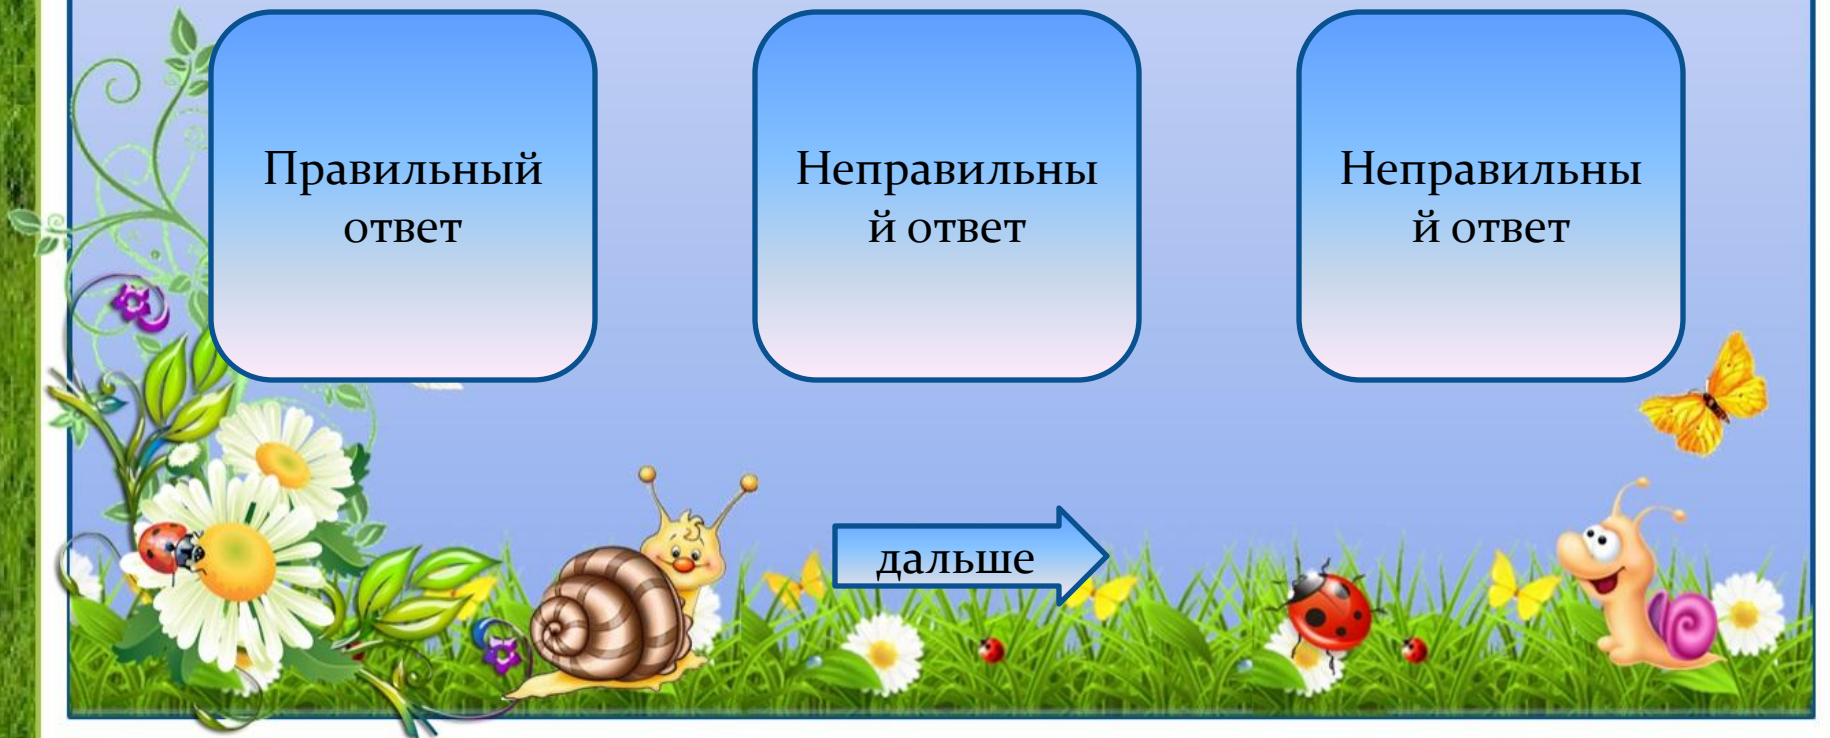 Правильный
ответ
Неправильны
й ответ
Неправильны
й ответ
дальше